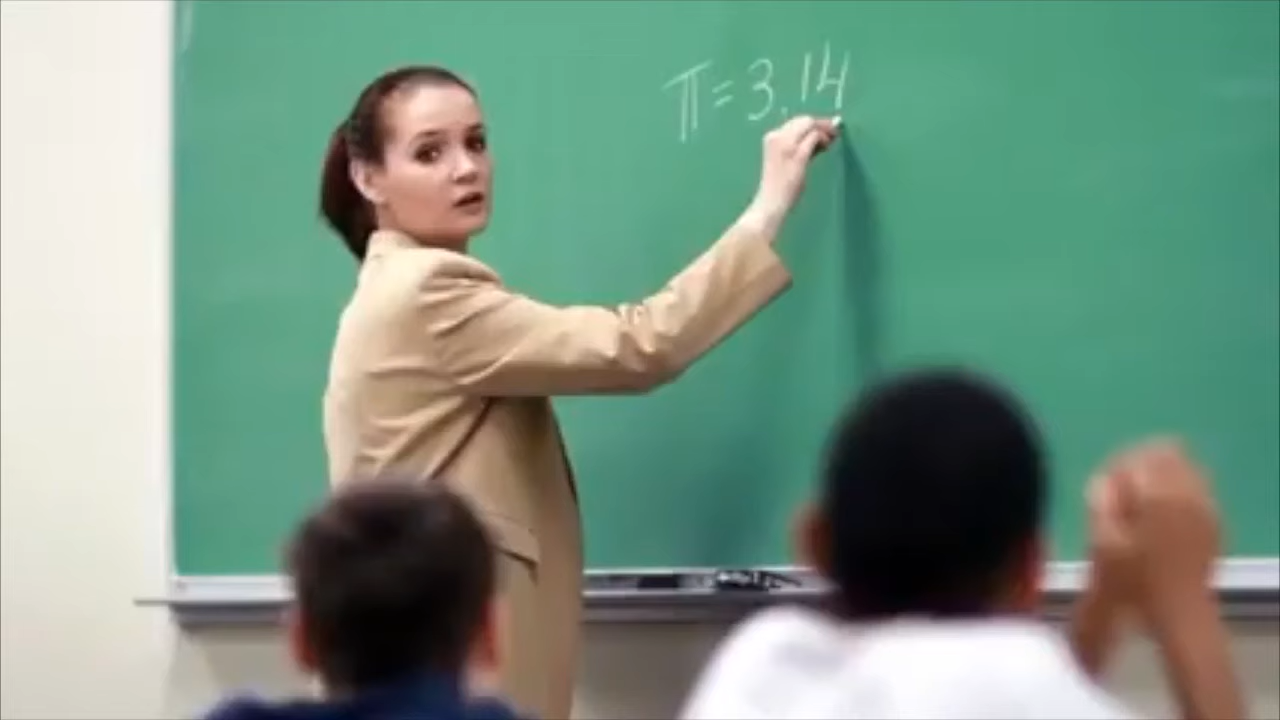 π = 3.14